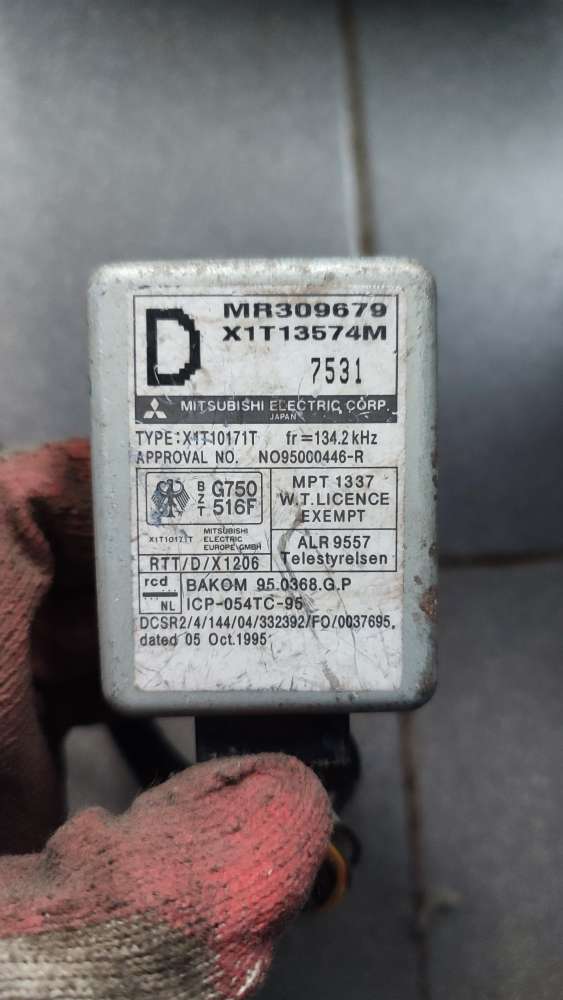 D
MR309679
X1T13574M
7531
MITSUBISHI ELECTRIC CORP.
JAPAN
TYPE:X1T10171T fr=134.2kHz
APPROVAL NO. NO95000446-R
BZT G750
516F
X1T10171T MITSUBISHI
ELECTRIC
EUROPE GMBH
MPT 1337
W.T.LICENCE
EXEMPT
RTT/D/X1206
ALR 9557
Telestyrelsen
rcd
NL
BAKOM 95.0368.G.P
ICP-054TC-95
DCSR2/4/144/04/332392/FO/0037695,
dated 05 Oct.1995